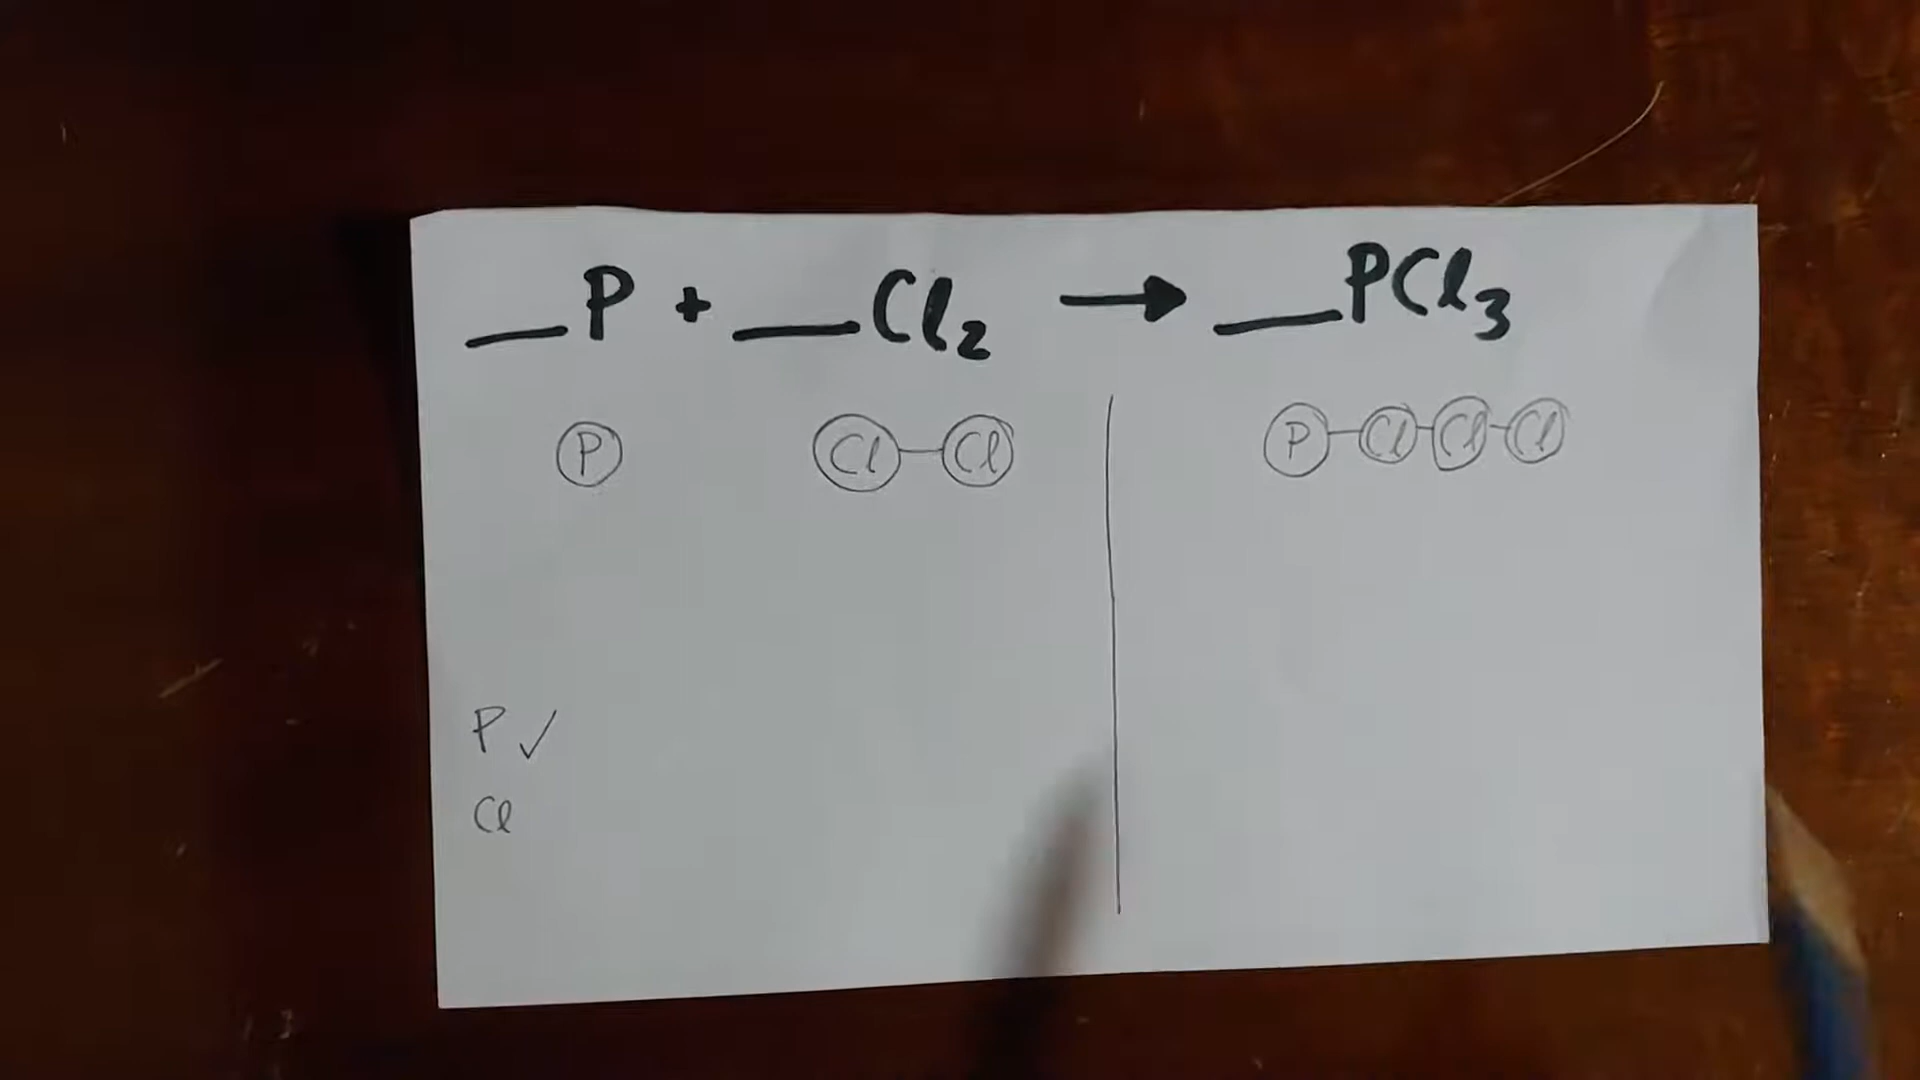 __P + __Cl₂ → __PCl₃
P Cl-Cl P-Cl-Cl-Cl
P ✓
Cl